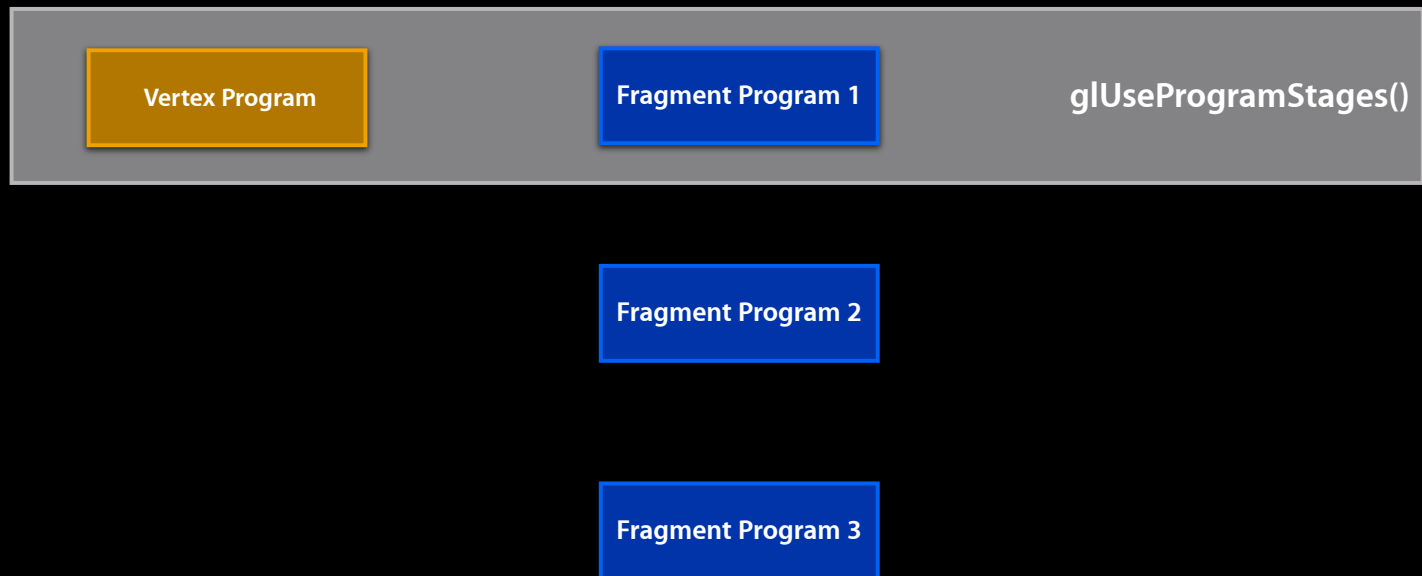 Vertex Program
Fragment Program 1
glUseProgramStages()
Fragment Program 2
Fragment Program 3